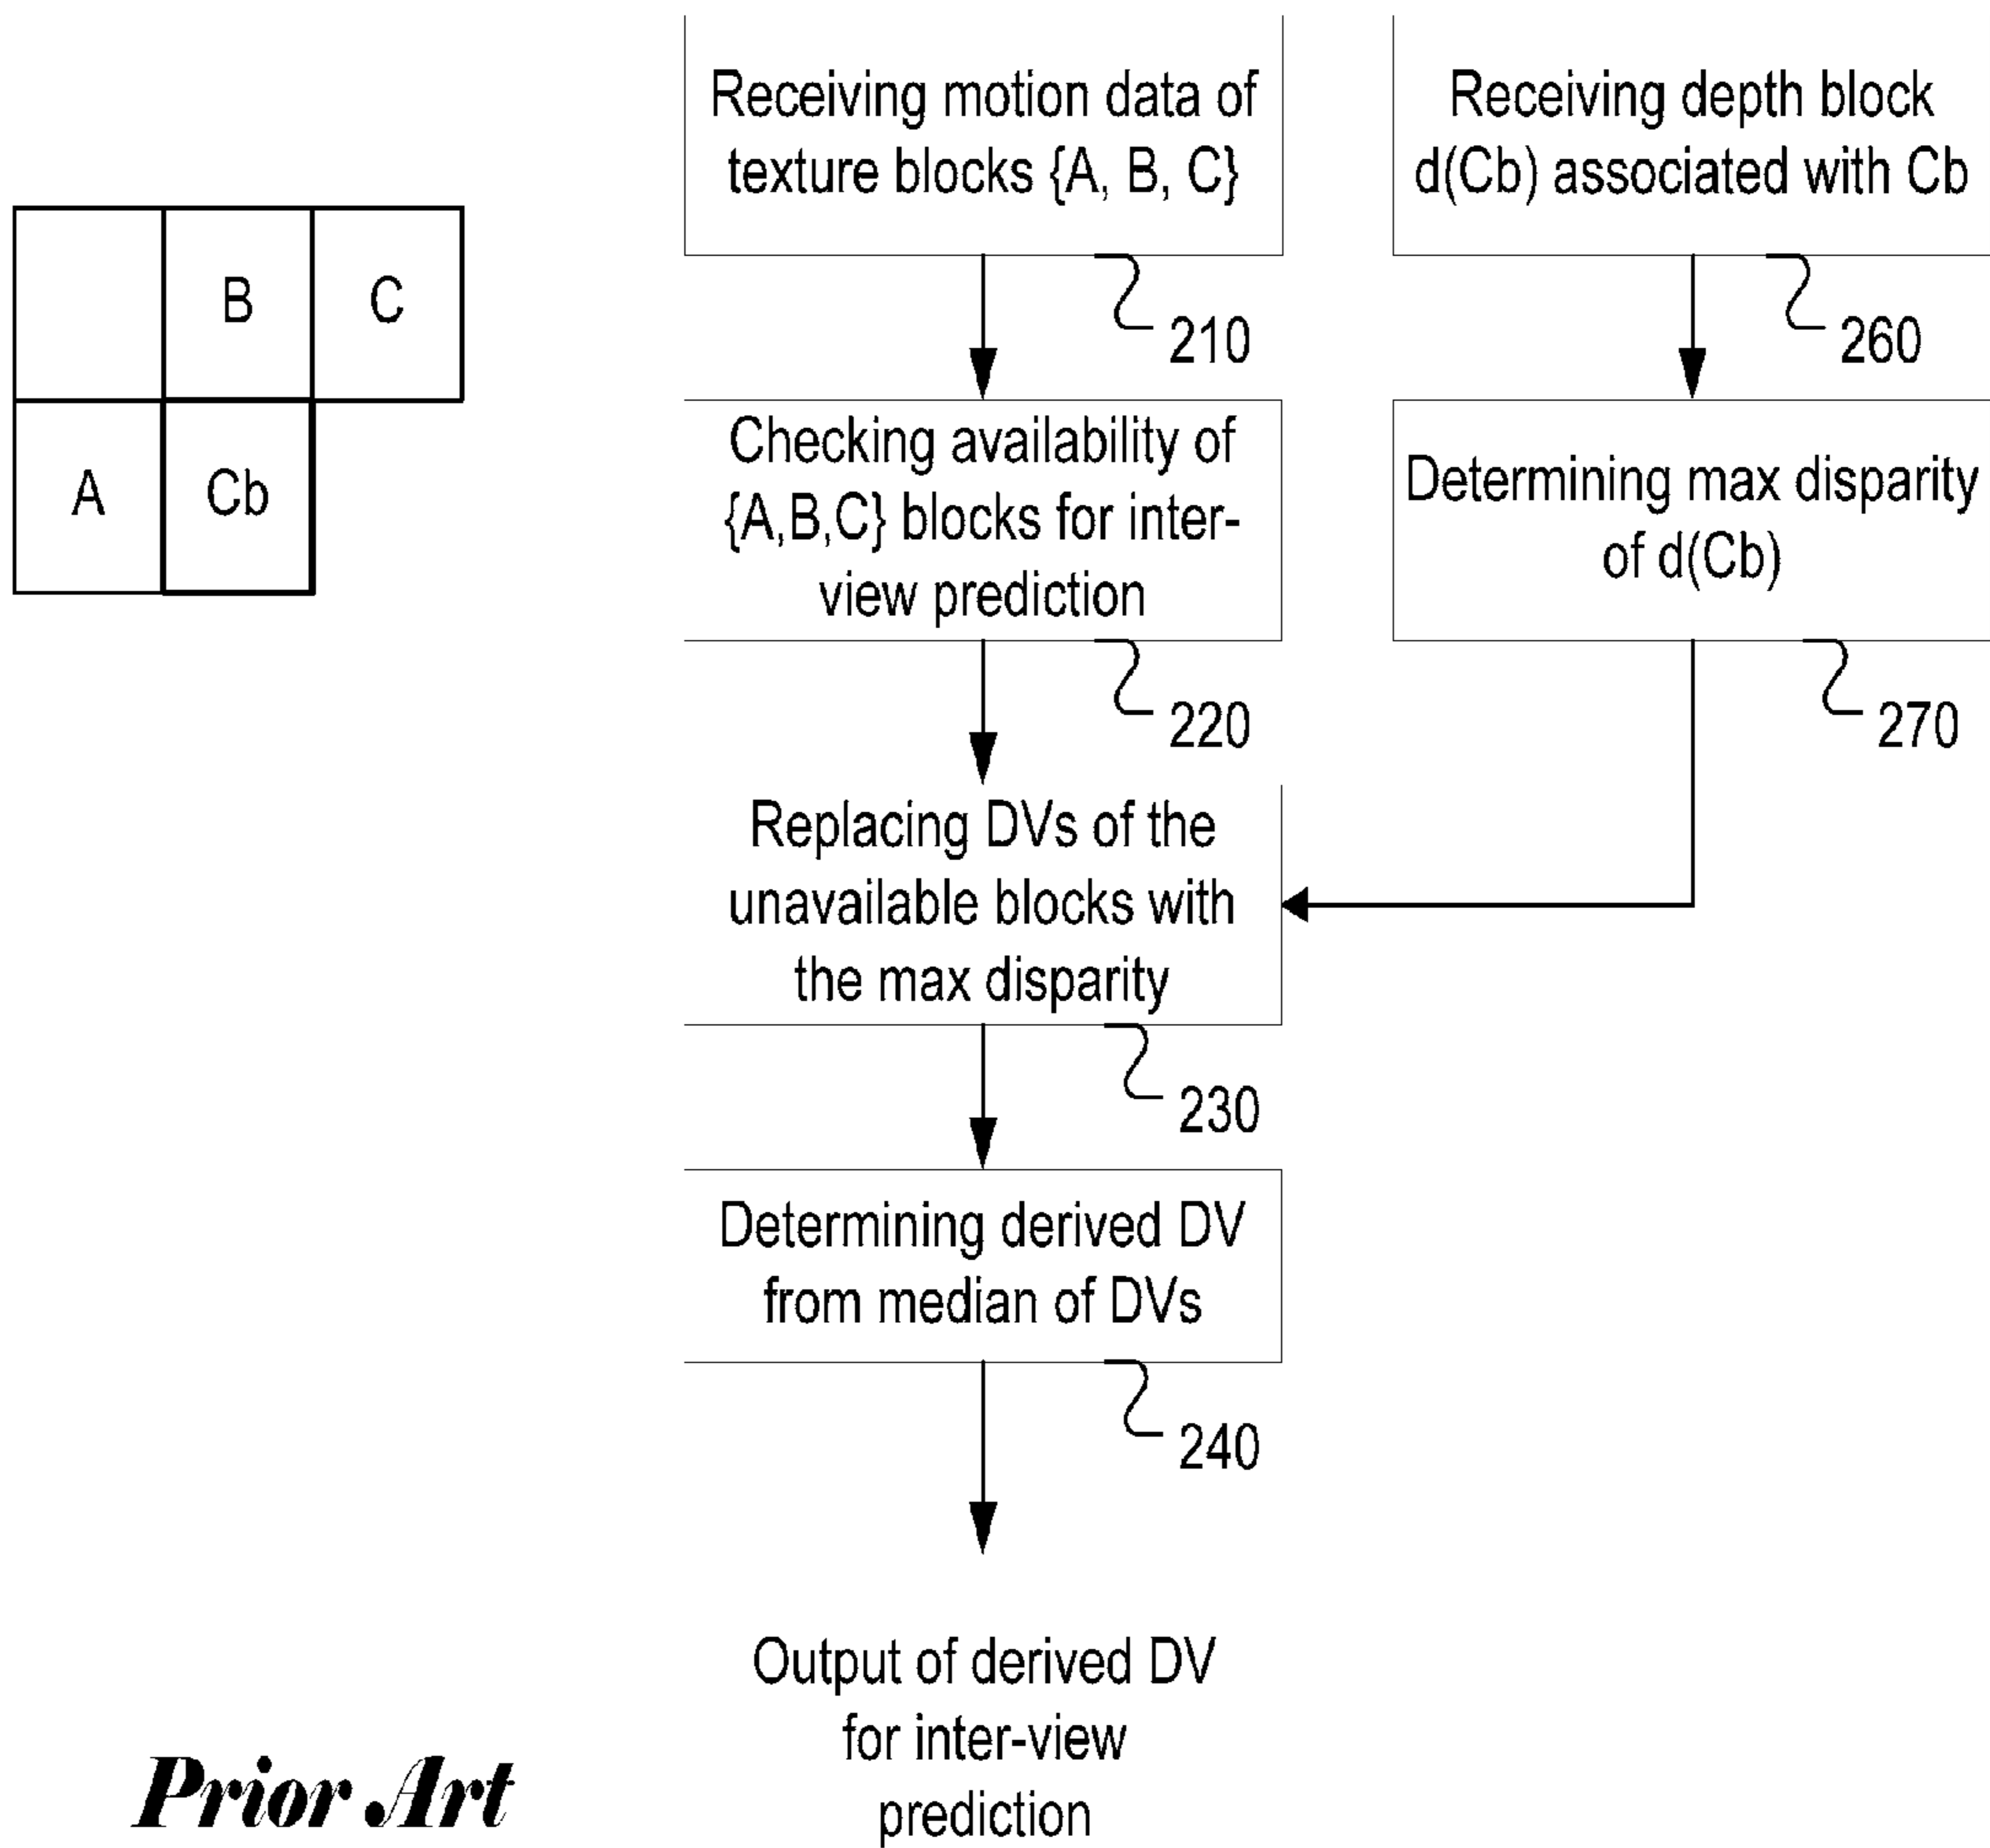 B
C
A
Cb
Receiving motion data of
texture blocks {A, B, C}
210
Checking availability of
{A,B,C} blocks for inter-
view prediction
220
Receiving depth block
d(Cb) associated with Cb
260
Determining max disparity
of d(Cb)
270
Replacing DVs of the
unavailable blocks with
the max disparity
230
Determining derived DV
from median of DVs
240
Output of derived DV
for inter-view
prediction
Prior Art